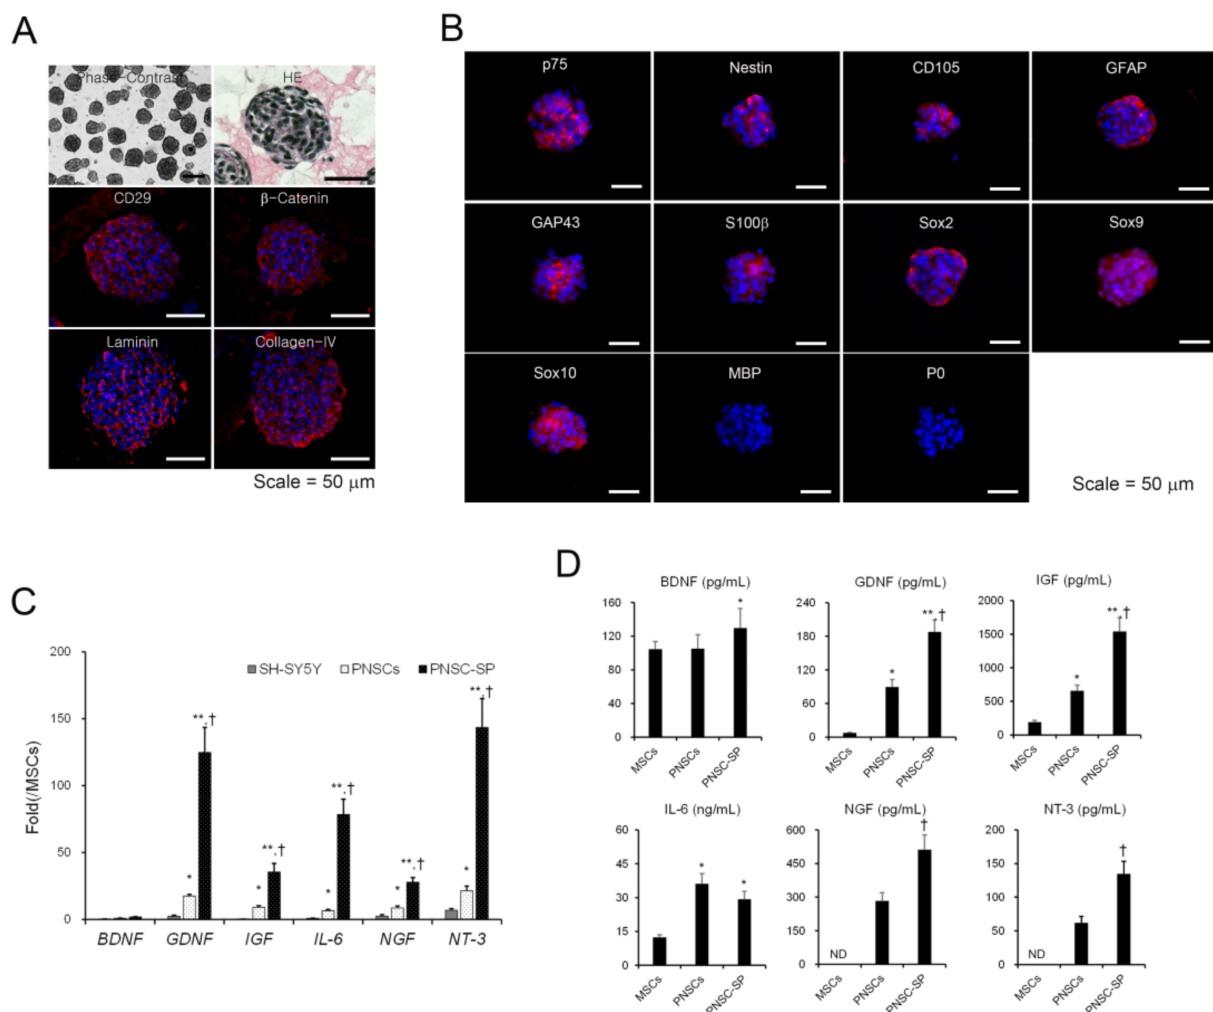 A
Phase-Contrast
HE
CD29
β-Catenin
Laminin
Collagen-IV
Scale = 50 μm
B
p75
Nestin
CD105
GFAP
GAP43
S100β
Sox2
Sox9
Sox10
MBP
P0
Scale = 50 μm
C
Fold(/MSCs)
200
150
100
50
0
SH-SY5Y
PNSCs
PNSC-SP
*
**,†
*
**,†
*
**,†
*
**,†
*
**,†
BDNF
GDNF
IGF
IL-6
NGF
NT-3
D
BDNF (pg/mL)
160
120
80
40
0
*
MSCs
PNSCs
PNSC-SP
GDNF (pg/mL)
240
180
120
60
0
*
**,†
MSCs
PNSCs
PNSC-SP
IGF (pg/mL)
2000
1500
1000
500
0
*
**,†
MSCs
PNSCs
PNSC-SP
IL-6 (ng/mL)
60
45
30
15
0
*
*
MSCs
PNSCs
PNSC-SP
NGF (pg/mL)
600
450
300
150
0
ND
†
MSCs
PNSCs
PNSC-SP
NT-3 (pg/mL)
200
150
100
50
0
ND
†
MSCs
PNSCs
PNSC-SP